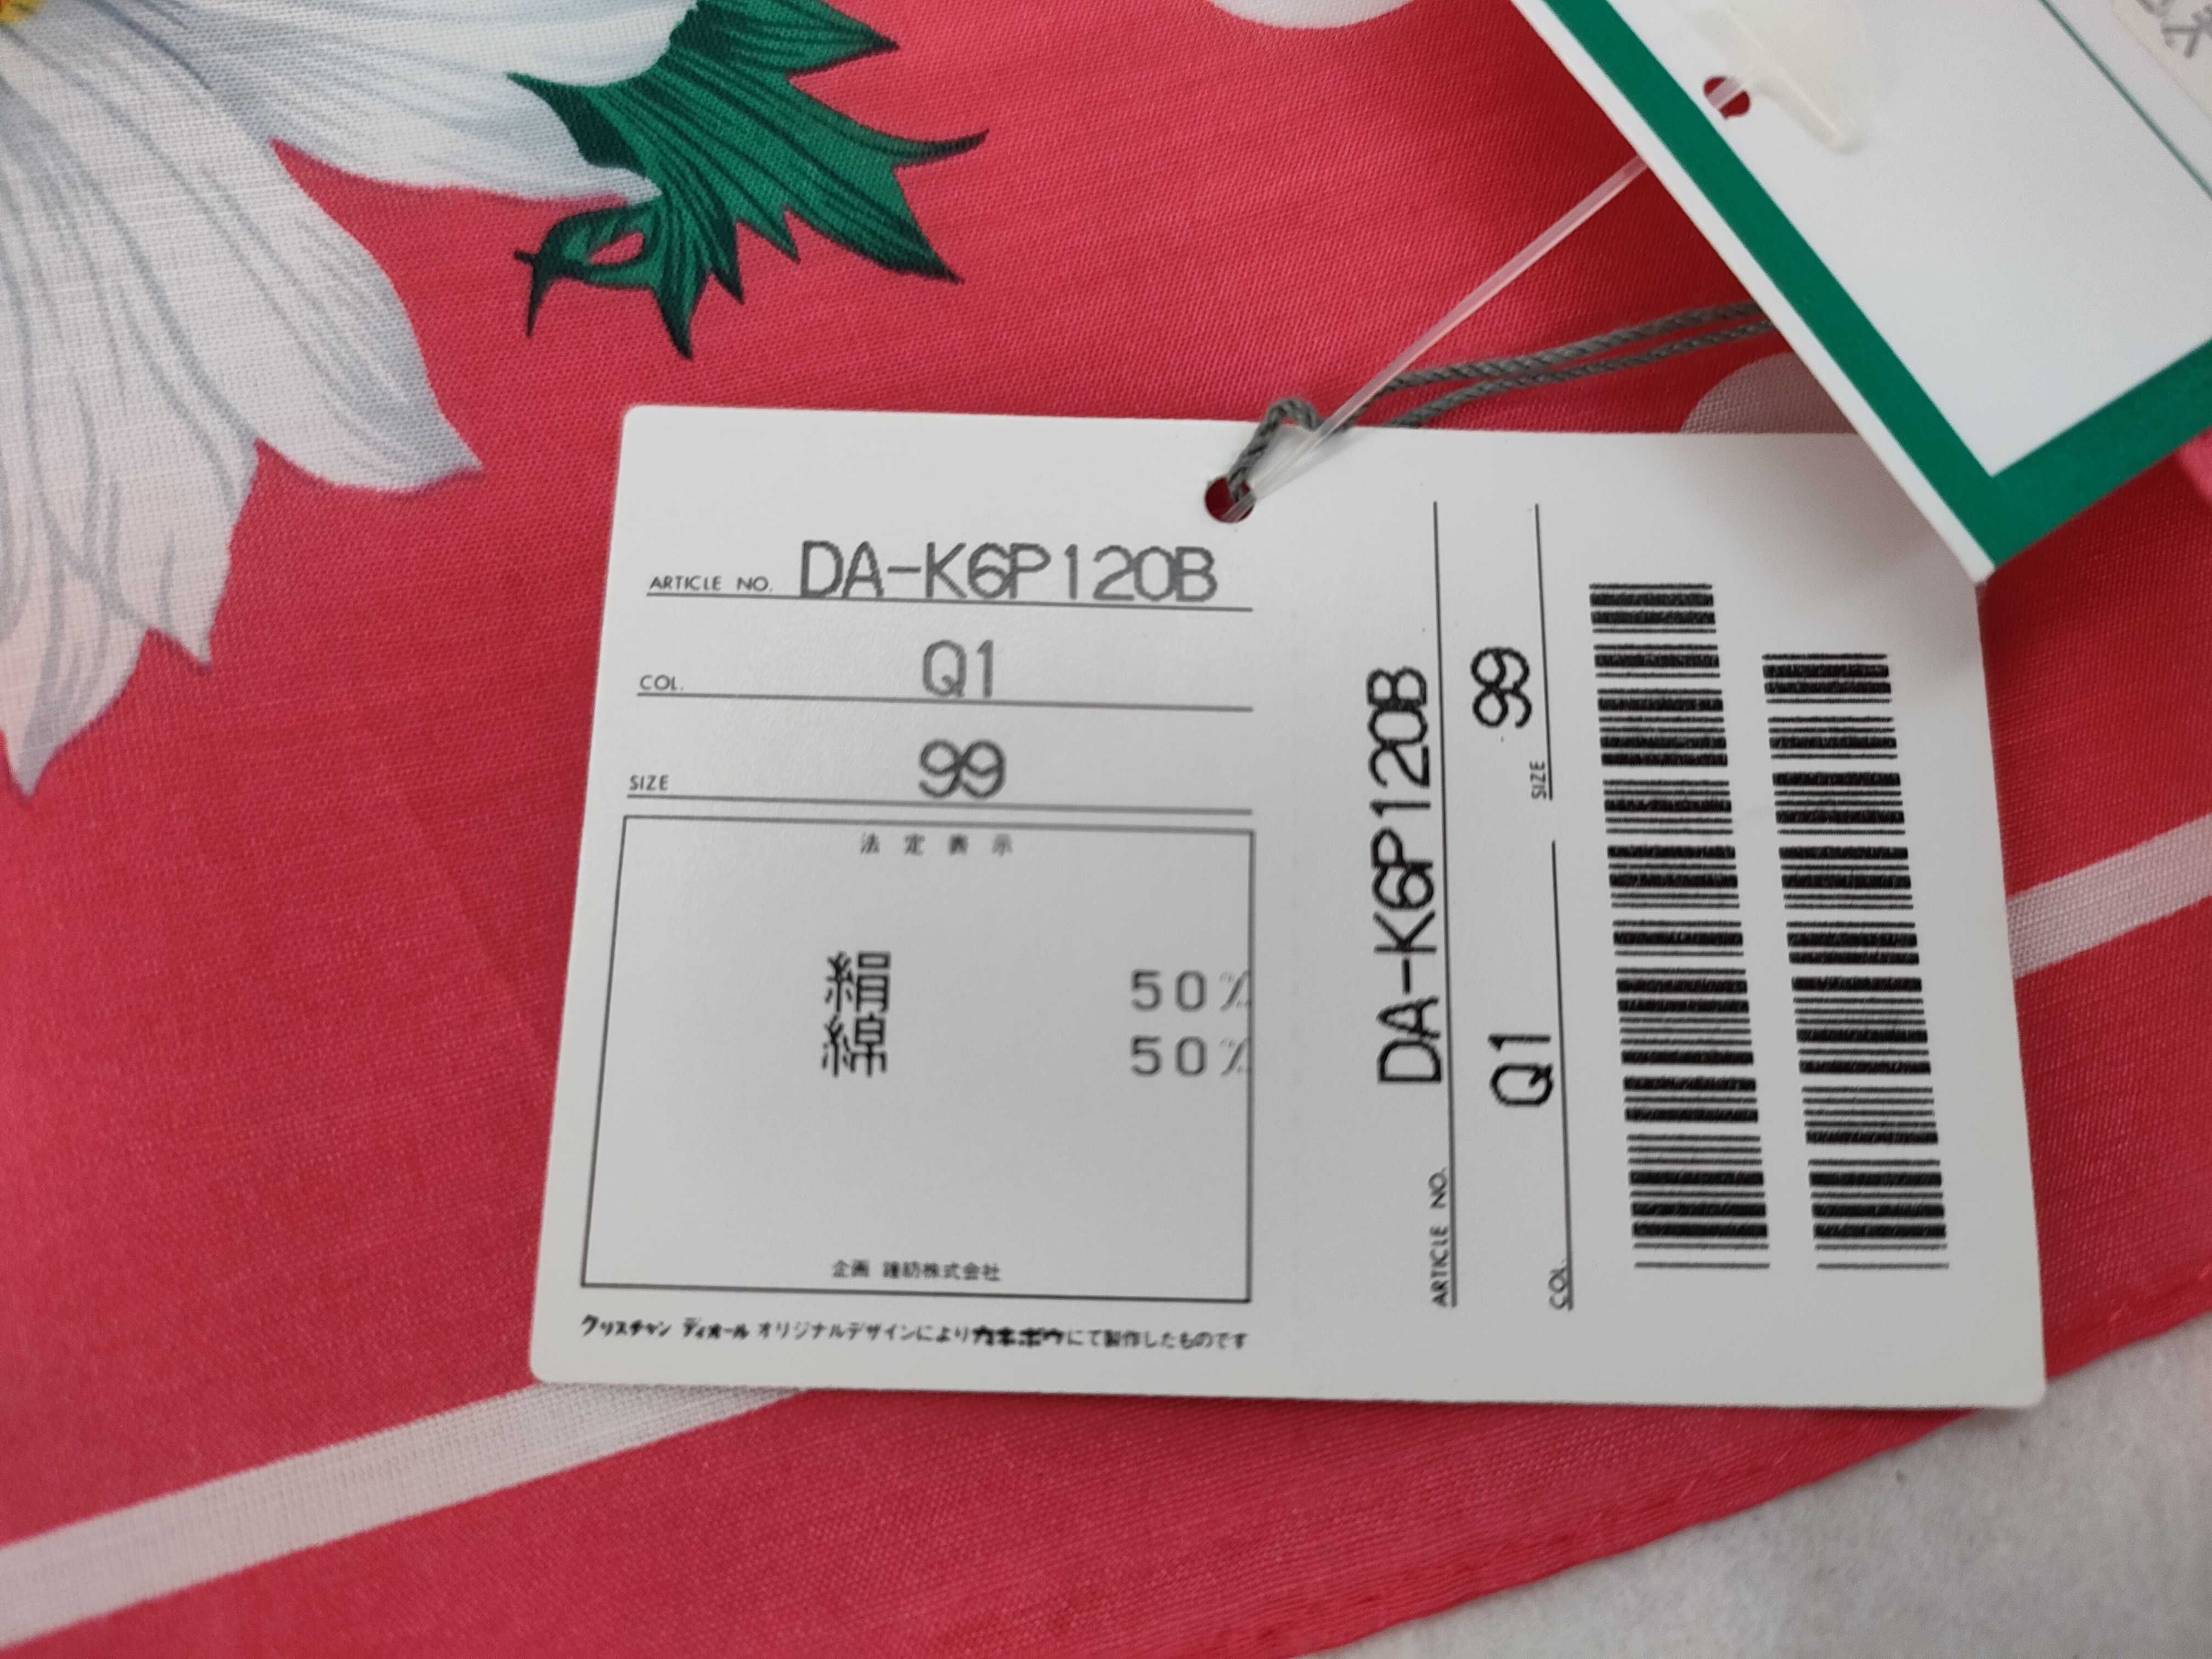 ARTICLE NO. DA-K6P120B
COL. Q1
SIZE 99
法定表示
絹 50%
綿 50%
企画 鐘紡株式会社
クリスチャン ディオール オリジナルデザインによりカネボウにて製作したものです
ARTICLE NO. DA-K6P120B
COL. Q1 SIZE 99